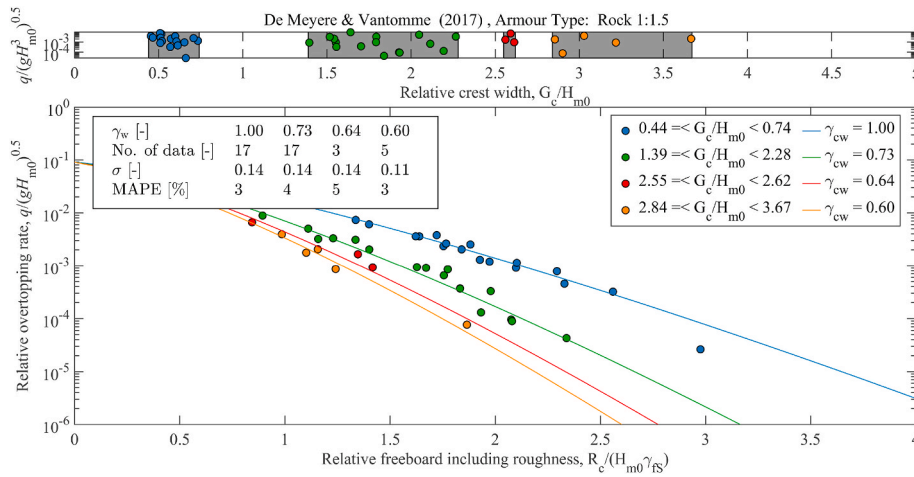 De Meyere & Vantomme (2017) , Armour Type: Rock 1:1.5
q/(gH³m0)^0.5
10^-3
10^-4
0 0.5 1 1.5 2 2.5 3 3.5 4 4.5 5
Relative crest width, Gc/Hm0
Relative overtopping rate, q/(gHm0)^0.5
10^0
10^-1
10^-2
10^-3
10^-4
10^-5
10^-6
γw [-] 1.00 0.73 0.64 0.60
No. of data [-] 17 17 3 5
σ [-] 0.14 0.14 0.14 0.11
MAPE [%] 3 4 5 3
0.44 =< Gc/Hm0 < 0.74 γcw = 1.00
1.39 =< Gc/Hm0 < 2.28 γcw = 0.73
2.55 =< Gc/Hm0 < 2.62 γcw = 0.64
2.84 =< Gc/Hm0 < 3.67 γcw = 0.60
0 0.5 1 1.5 2 2.5 3 3.5 4
Relative freeboard including roughness, Rc/(Hm0γfS)